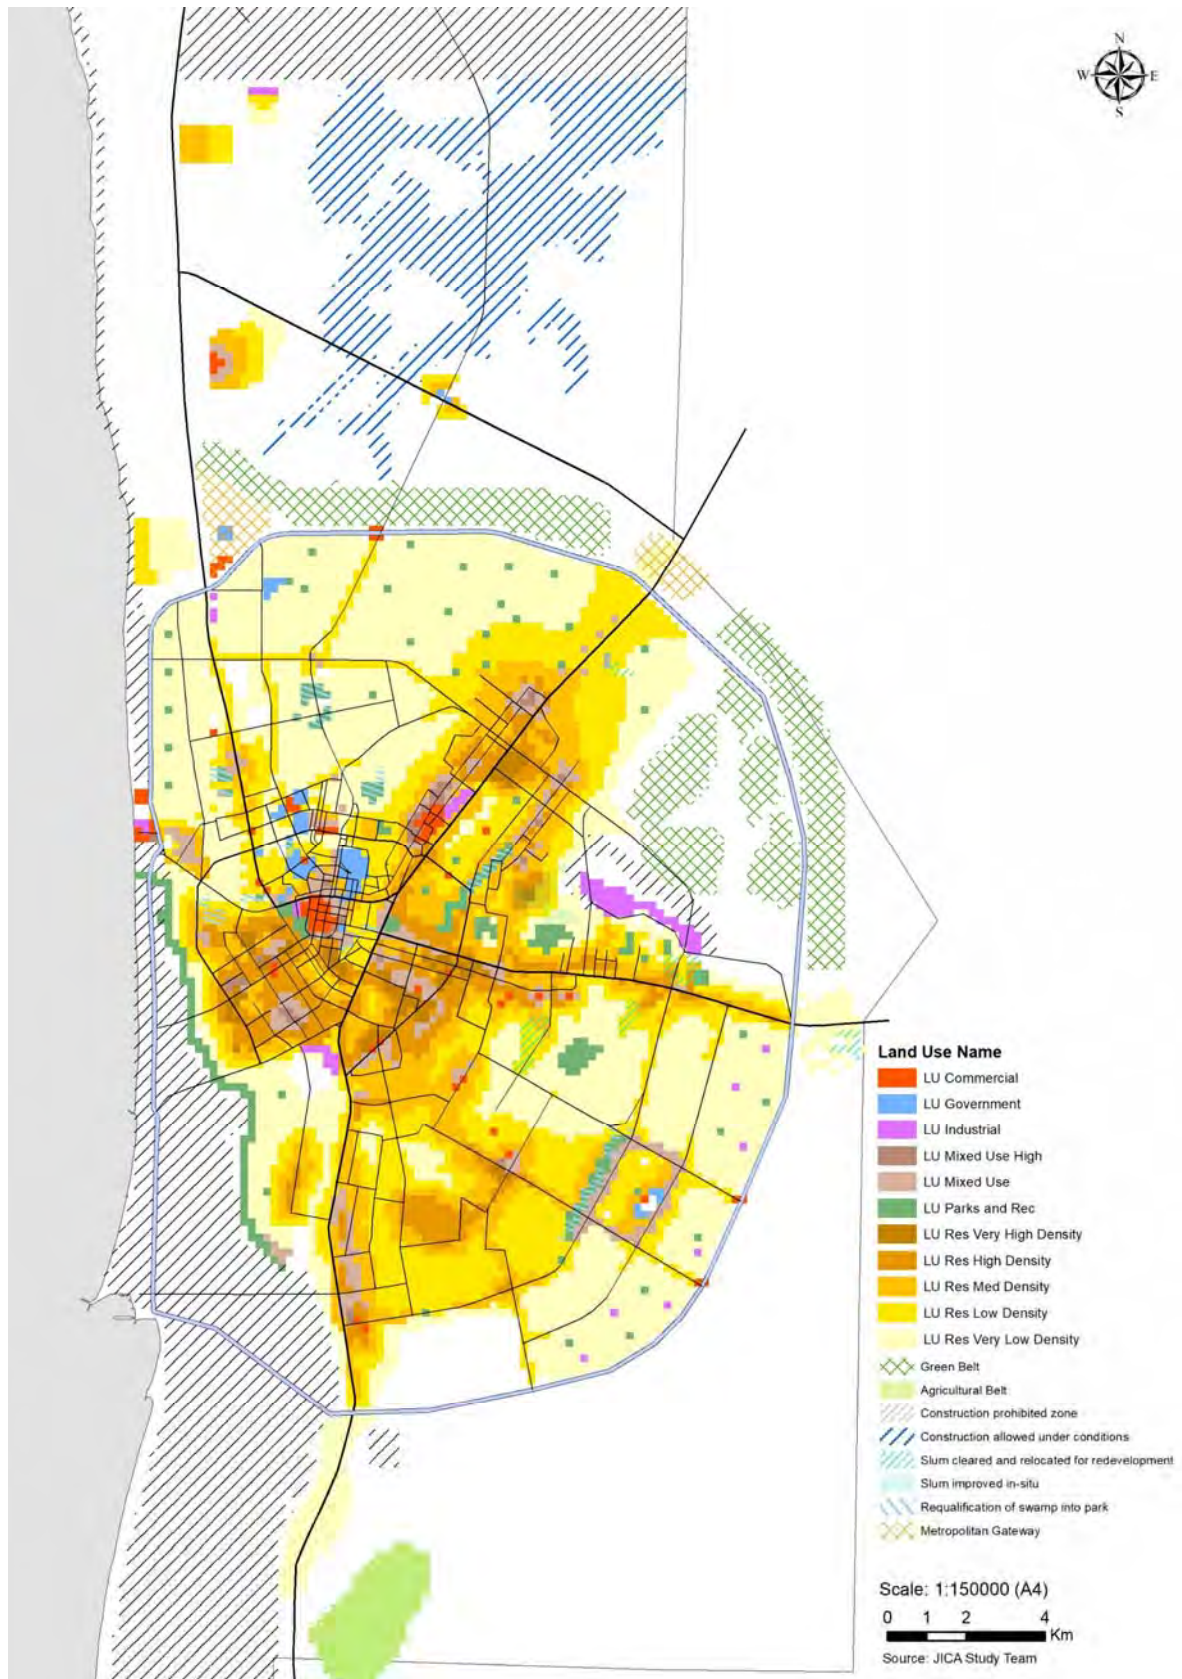 N
W E
S
Land Use Name
LU Commercial
LU Government
LU Industrial
LU Mixed Use High
LU Mixed Use
LU Parks and Rec
LU Res Very High Density
LU Res High Density
LU Res Med Density
LU Res Low Density
LU Res Very Low Density
Green Belt
Agricultural Belt
Construction prohibited zone
Construction allowed under conditions
Slum cleared and relocated for redevelopment
Slum improved in-situ
Requalification of swamp into park
Metropolitan Gateway
Scale: 1:150000 (A4)
0 1 2 4
Km
Source: JICA Study Team